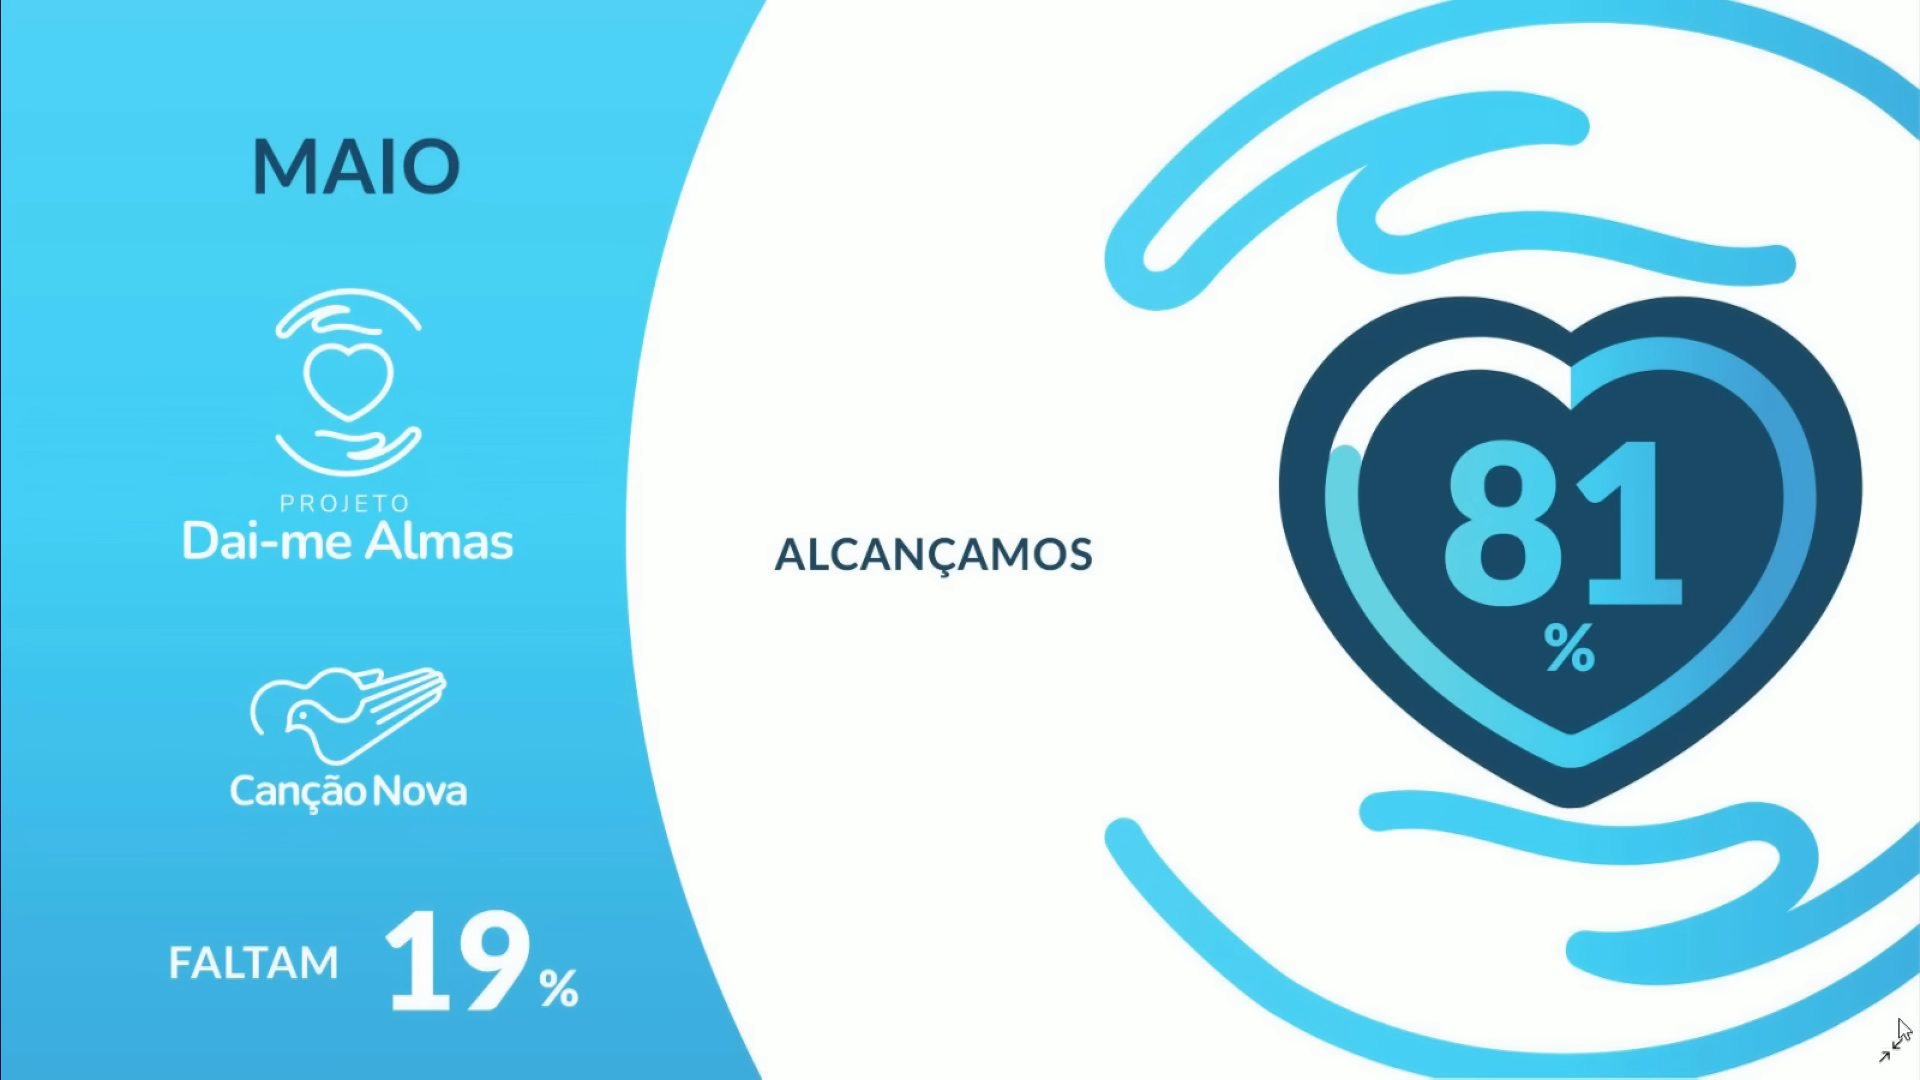 MAIO
PROJETO
Dai-me Almas
Canção Nova
FALTAM 19%
ALCANÇAMOS
81
%